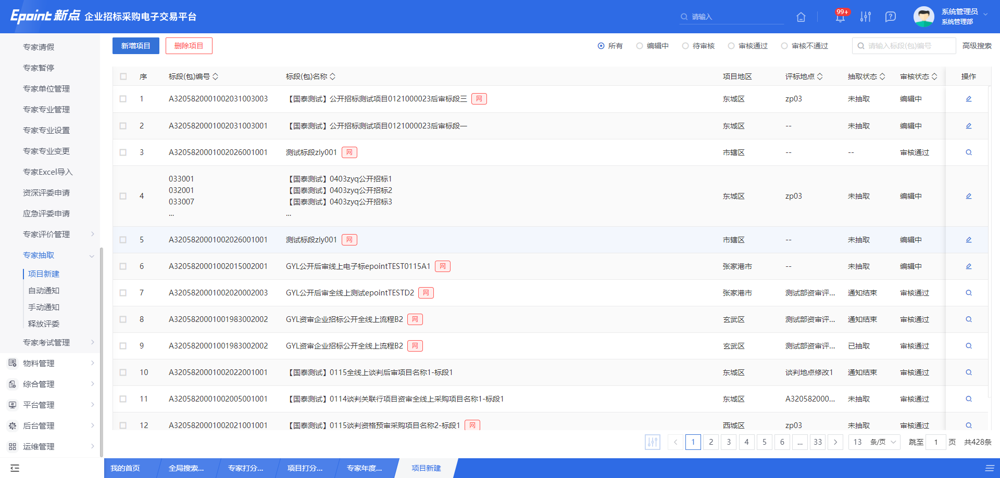 Epoint 新点 企业招标采购电子交易平台
请输入
99+
系统管理员
系统管理部
专家请假
专家暂停
专家单位管理
专家专业管理
专家专业设置
专家专业变更
专家Excel导入
资深评委申请
应急评委申请
专家评价管理
专家抽取
项目新建
自动通知
手动通知
释放评委
专家考试管理
物料管理
综合管理
平台管理
后台管理
运维管理
新增项目 删除项目 所有 编辑中 待审核 审核通过 审核不通过 请输入标段(包)编号 高级搜索
序 标段(包)编号 标段(包)名称 项目地区 评标地点 抽取状态 审核状态 操作
1 A3205820001002031003003 【国泰测试】公开招标测试项目0121000023后审标段三 网 东城区 zp03 未抽取 编辑中
2 A3205820001002031003001 【国泰测试】公开招标测试项目0121000023后审标段一 东城区 -- 未抽取 编辑中
3 A3205820001002026001001 测试标段zly001 网 市辖区 -- -- 审核通过
033001 【国泰测试】0403zyq公开招标1
032001 【国泰测试】0403zyq公开招标2
4 东城区 zp03 未抽取 编辑中
033007 【国泰测试】0403zyq公开招标3
... ...
5 A3205820001002026001001 测试标段zly001 网 市辖区 -- 未抽取 编辑中
6 A3205820001002015002001 GYL公开后审线上电子标epointTEST0115A1 网 张家港市 -- 未抽取 编辑中
7 A3205820001002020002003 GYL公开后审全线上测试epointTESTD2 网 张家港市 测试部资审评... 通知结束 审核通过
8 A3205820001001983002002 GYL资审企业招标公开全线上流程B2 网 玄武区 测试部资审评... 通知结束 审核通过
9 A3205820001001983002002 GYL资审企业招标公开全线上流程B2 网 玄武区 测试部资审评... 已抽取 审核通过
10 A3205820001002022001001 【国泰测试】0115全线上谈判后审项目名称1-标段1 东城区 谈判地点修改1 通知结束 审核通过
11 A3205820001002005001001 【国泰测试】0114谈判关联行项目资审全线上采购项目名称1-标段1 东城区 A320582000... 未抽取 审核通过
12 A3205820001002021001001 【国泰测试】0115谈判资格预审采购项目名称2-标段1 网 西城区 zp03 未抽取 审核通过
1 2 3 4 5 6 ... 33 13 条/页 跳至 1 页 共428条
我的首页 全局搜索... 专家打分... 项目打分... 专家年度... 项目新建